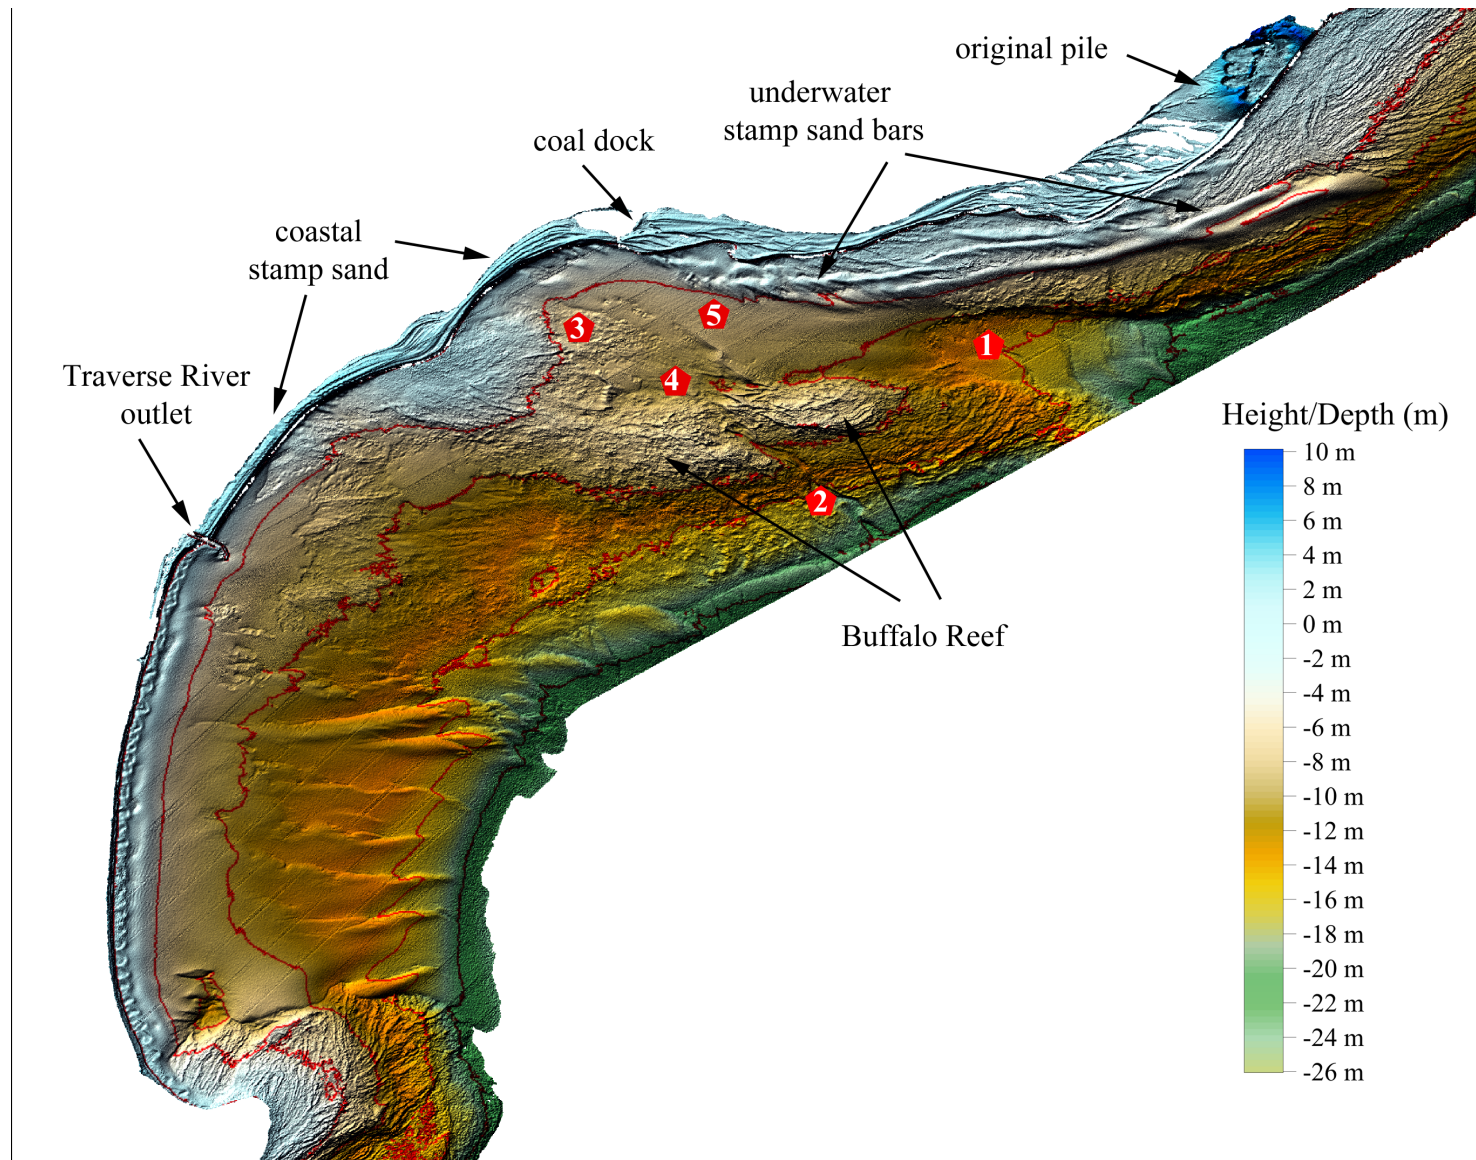 original pile
underwater
stamp sand bars
coal dock
coastal
stamp sand
3
5
1
4
Traverse River
outlet
2
Buffalo Reef
Height/Depth (m)
10 m
8 m
6 m
4 m
2 m
0 m
-2 m
-4 m
-6 m
-8 m
-10 m
-12 m
-14 m
-16 m
-18 m
-20 m
-22 m
-24 m
-26 m